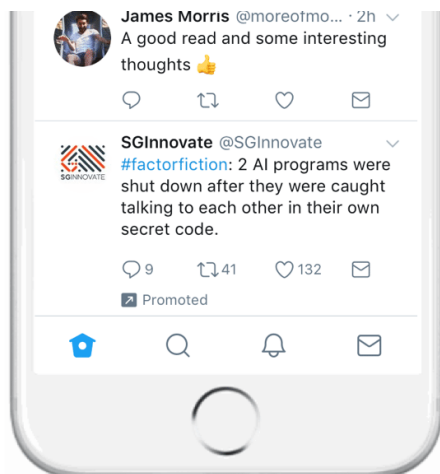 James Morris @moreofmo... · 2h
A good read and some interesting
thoughts 👍
SGInnovate @SGInnovate
SGINNOVATE
#factorfiction: 2 AI programs were
shut down after they were caught
talking to each other in their own
secret code.
9 41 132
Promoted